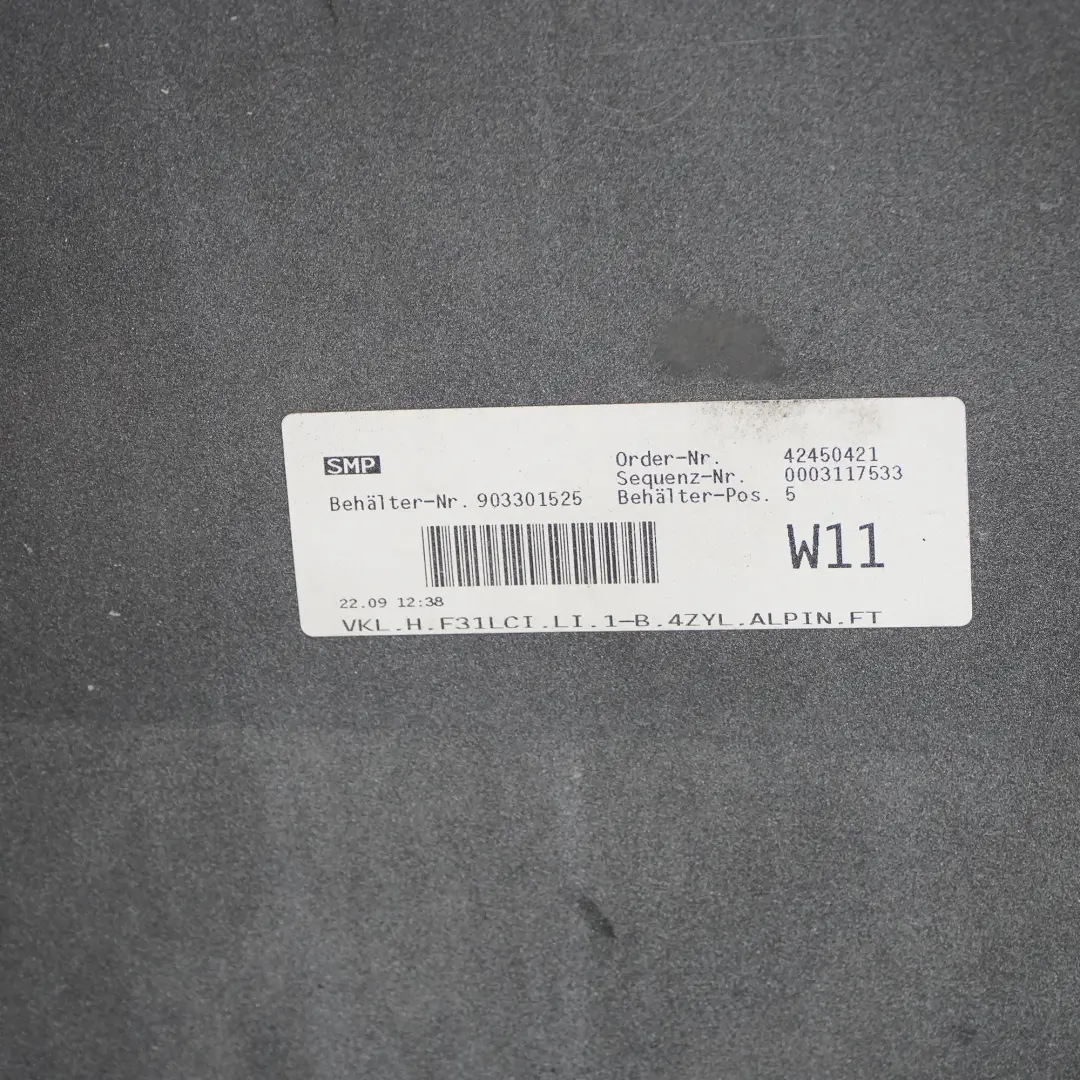 SMP
Order-Nr. 42450421
Sequenz-Nr. 0003117533
Behälter-Nr. 903301525 Behälter-Pos. 5
W11
22.09 12:38
VKL.H.F31LCI.LI.1-B.4ZYL.ALPIN.FT